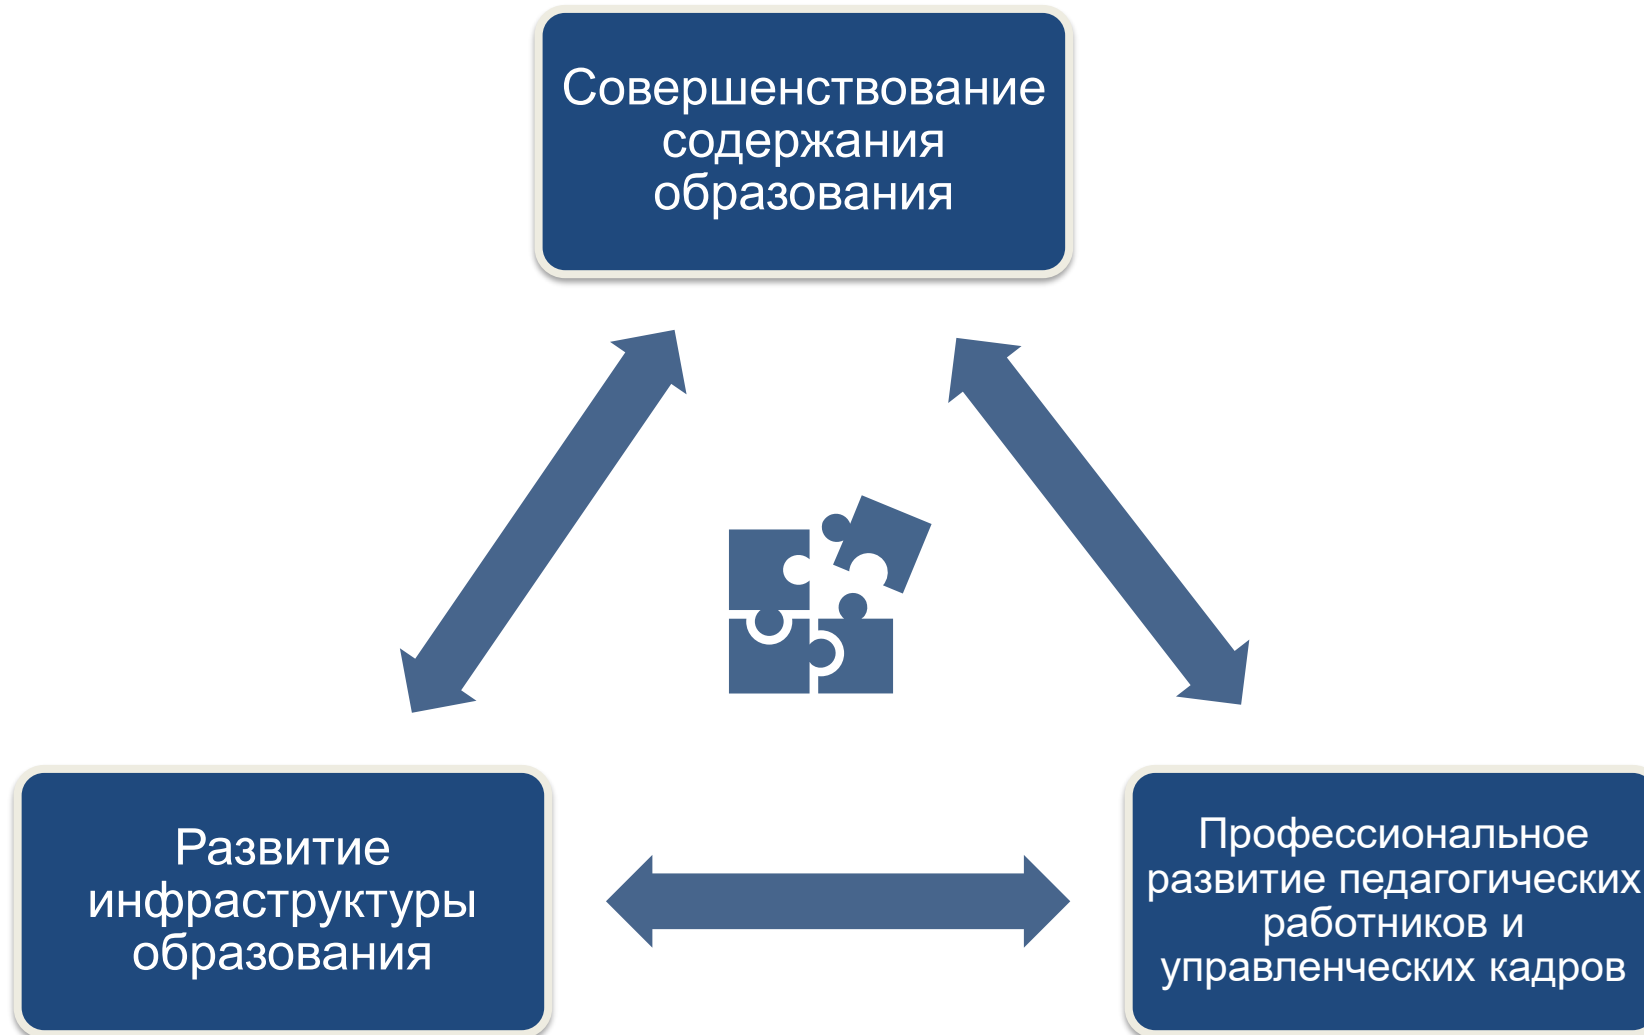 Совершенствование
содержания
образования
Развитие
инфраструктуры
образования
Профессиональное
развитие педагогических
работников и
управленческих кадров